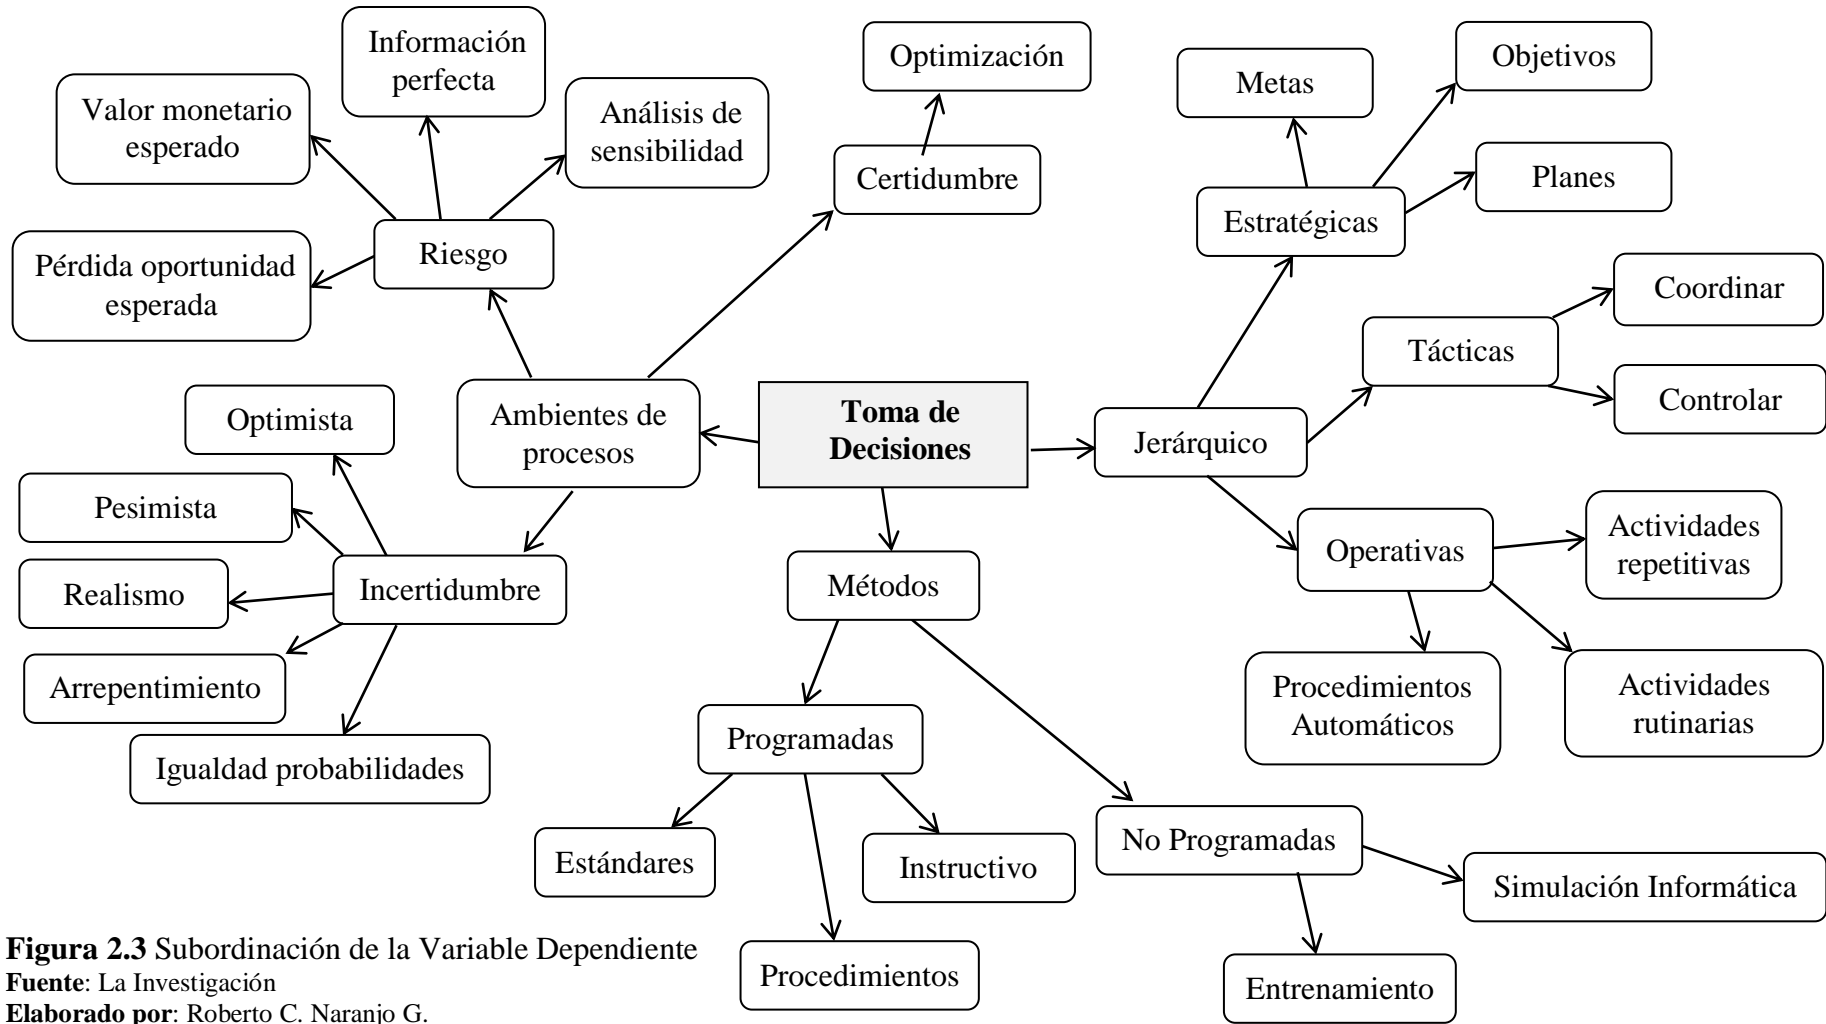 Información
perfecta
Optimización
Objetivos
Metas
Valor monetario
esperado
Análisis de
sensibilidad
Certidumbre
Planes
Estratégicas
Riesgo
Pérdida oportunidad
esperada
Coordinar
Tácticas
Controlar
Optimista
Ambientes de
procesos
Toma de
Decisiones
Jerárquico
Pesimista
Actividades
repetitivas
Operativas
Realismo
Incertidumbre
Métodos
Arrepentimiento
Procedimientos
Automáticos
Actividades
rutinarias
Igualdad probabilidades
Programadas
No Programadas
Estándares
Instructivo
Simulación Informática
Procedimientos
Entrenamiento
Figura 2.3 Subordinación de la Variable Dependiente
Fuente: La Investigación
Elaborado por: Roberto C. Naranjo G.